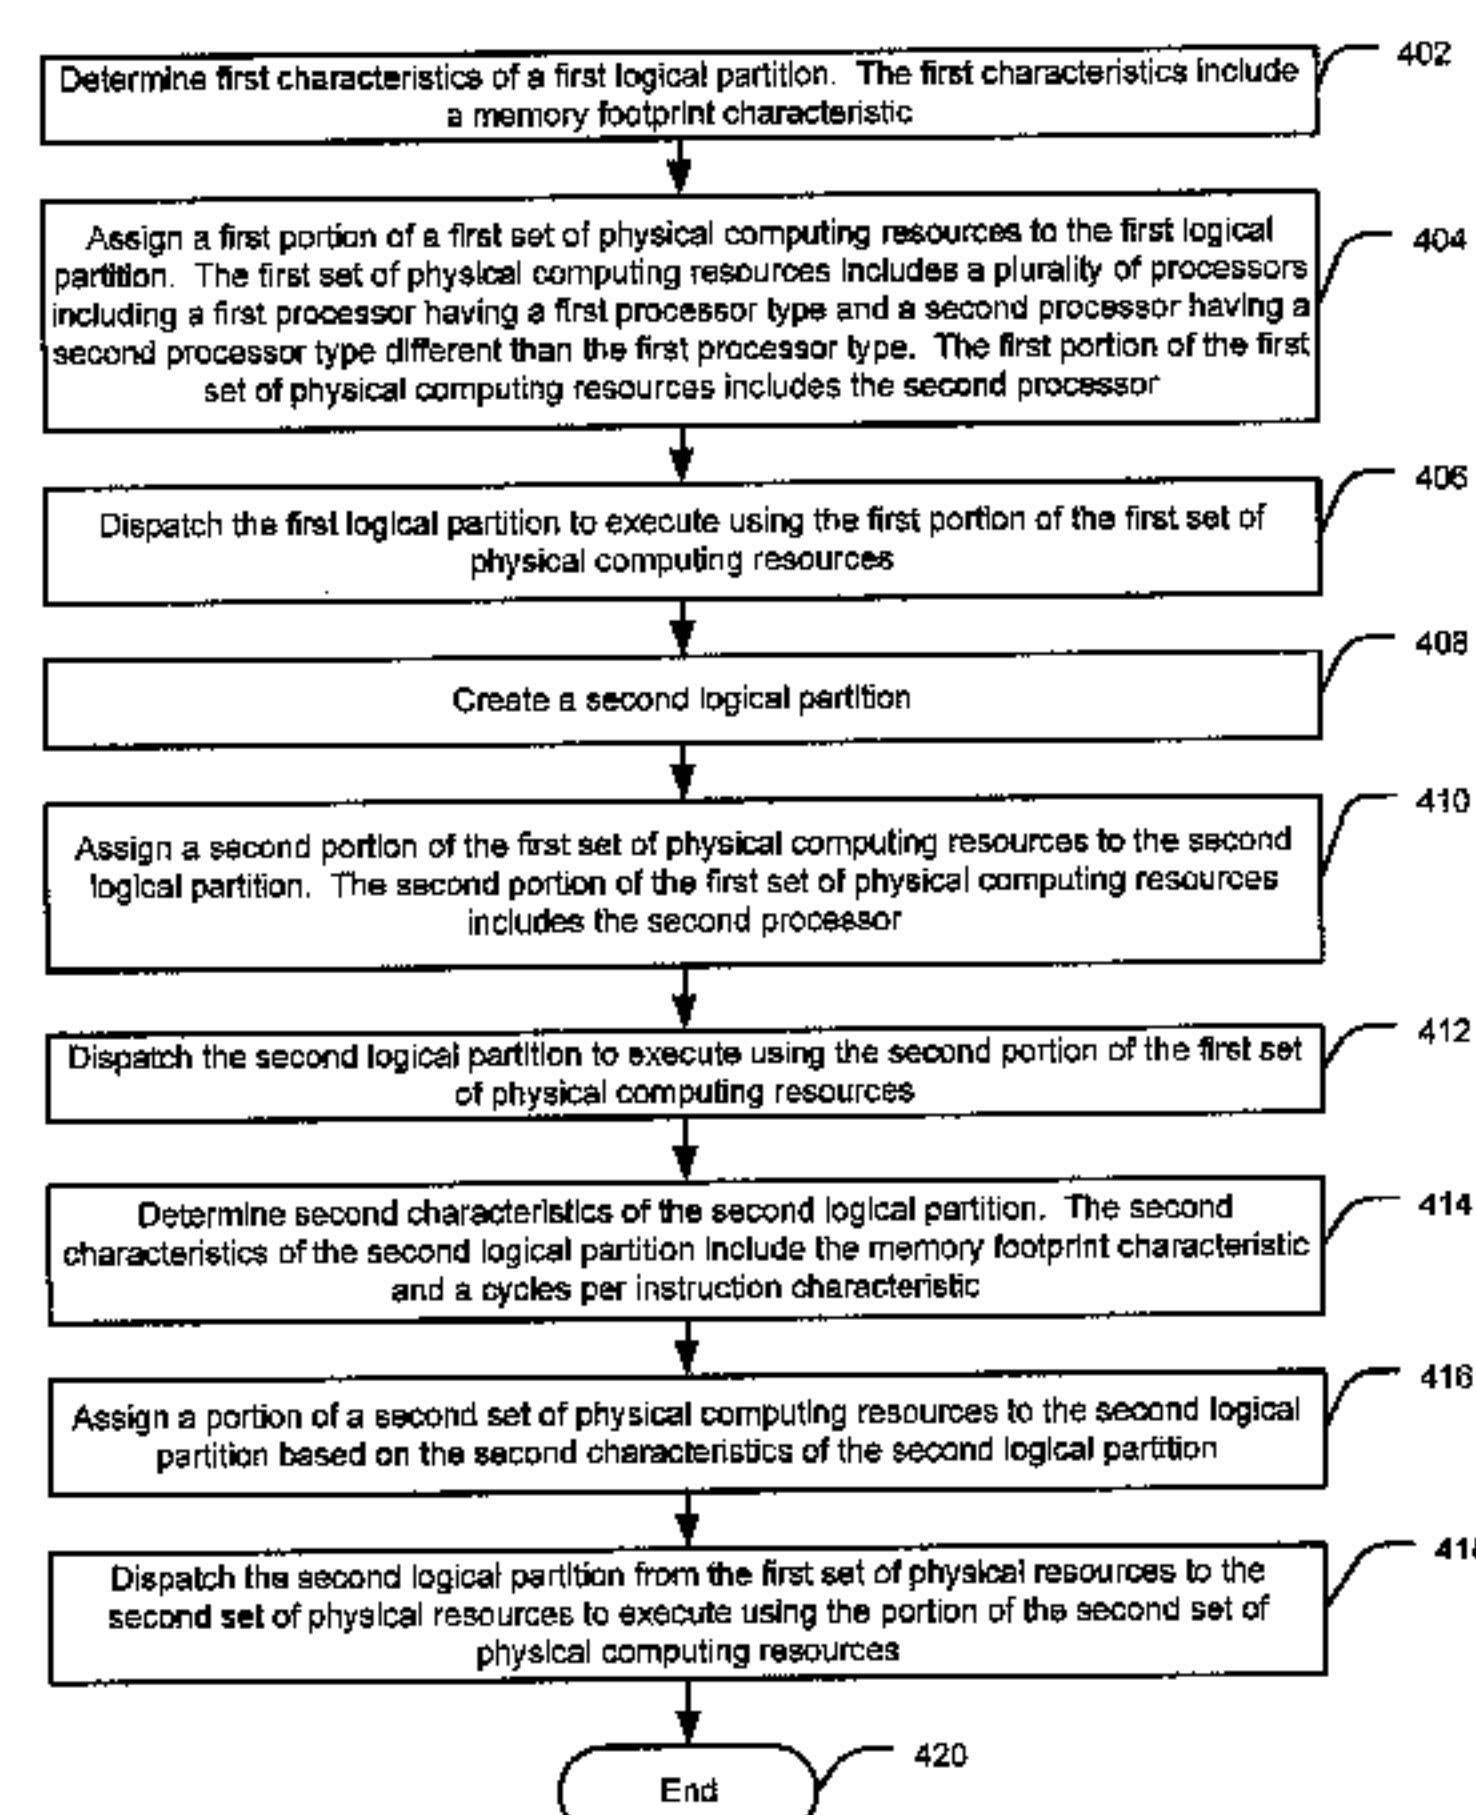 Determine first characteristics of a first logical partition. The first characteristics include
a memory footprint characteristic
402
Assign a first portion of a first set of physical computing resources to the first logical
partition. The first set of physical computing resources includes a plurality of processors
including a first processor having a first processor type and a second processor having a
second processor type different than the first processor type. The first portion of the first
set of physical computing resources includes the second processor
404
Dispatch the first logical partition to execute using the first portion of the first set of
physical computing resources
406
Create a second logical partition
408
Assign a second portion of the first set of physical computing resources to the second
logical partition. The second portion of the first set of physical computing resources
includes the second processor
410
Dispatch the second logical partition to execute using the second portion of the first set
of physical computing resources
412
Determine second characteristics of the second logical partition. The second
characteristics of the second logical partition include the memory footprint characteristic
and a cycles per instruction characteristic
414
Assign a portion of a second set of physical computing resources to the second logical
partition based on the second characteristics of the second logical partition
416
Dispatch the second logical partition from the first set of physical resources to the
second set of physical resources to execute using the portion of the second set of
physical computing resources
418
End
420